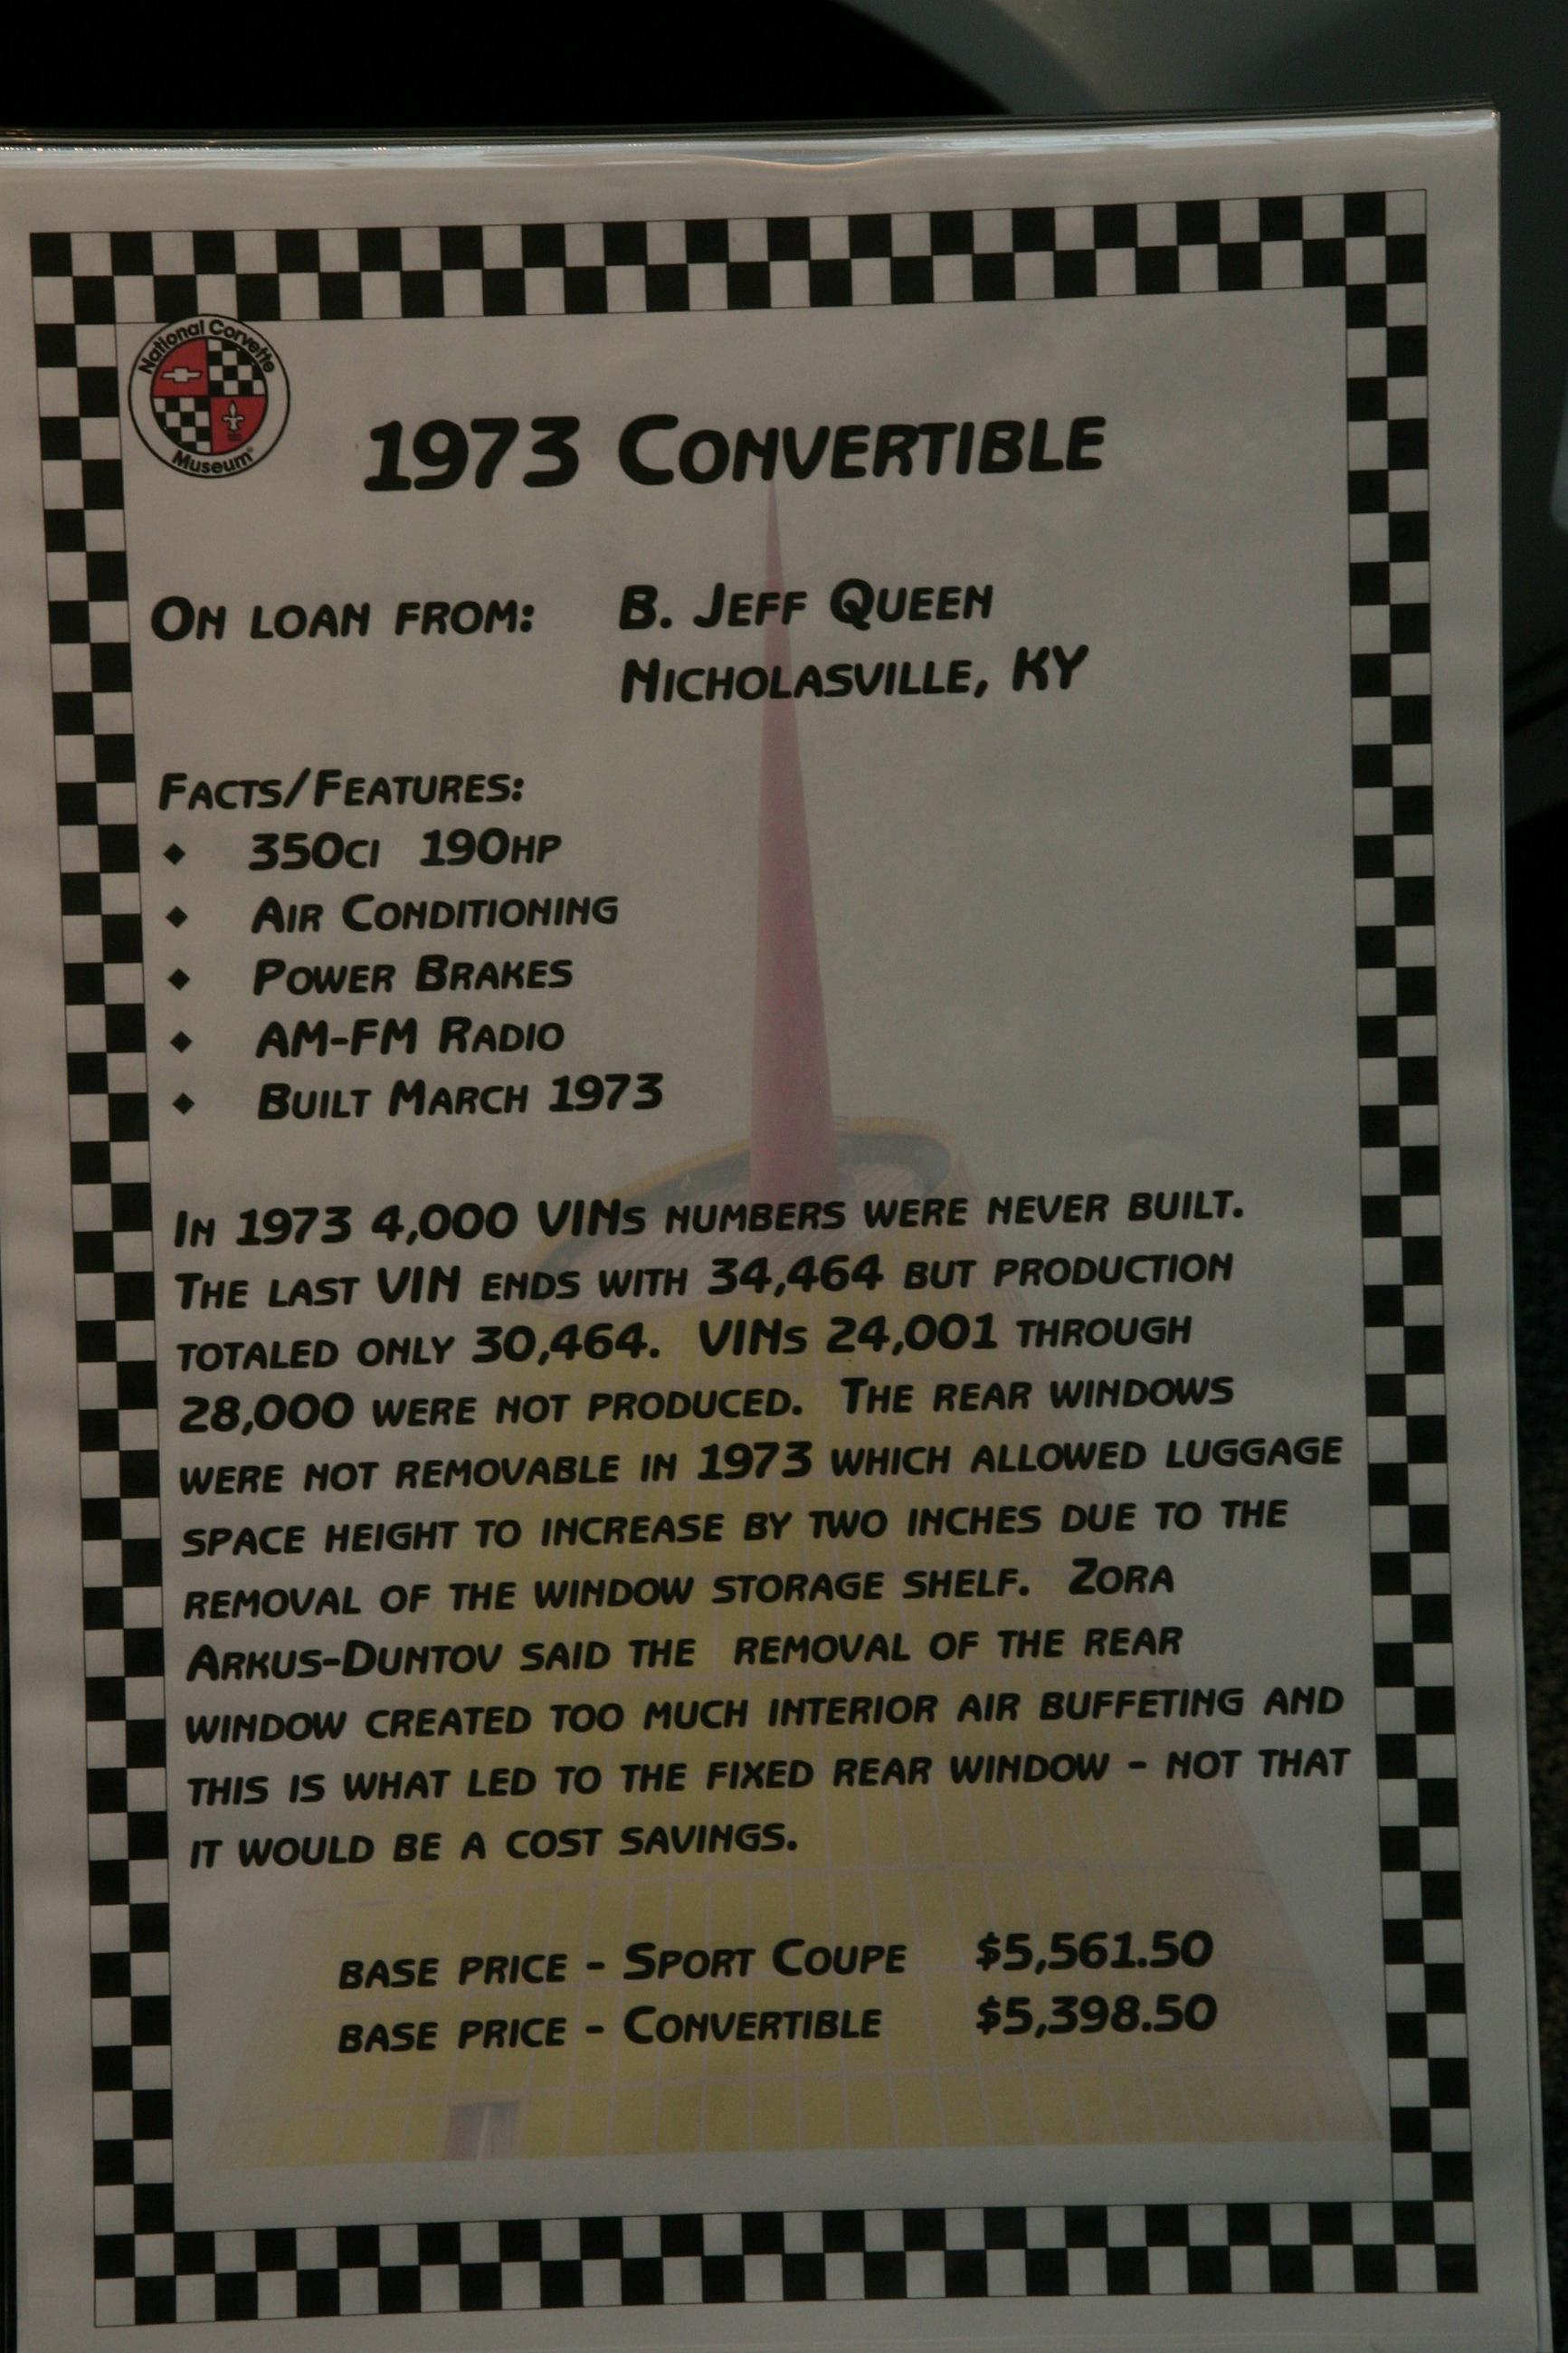 National Corvette
Museum
1973 Convertible
On loan from: B. Jeff Queen
Nicholasville, KY
Facts/Features:
◆ 350ci 190hp
◆ Air Conditioning
◆ Power Brakes
◆ AM-FM Radio
◆ Built March 1973
In 1973 4,000 VINs numbers were never built.
The last VIN ends with 34,464 but production
totaled only 30,464. VINs 24,001 through
28,000 were not produced. The rear windows
were not removable in 1973 which allowed luggage
space height to increase by two inches due to the
removal of the window storage shelf. Zora
Arkus-Duntov said the removal of the rear
window created too much interior air buffeting and
this is what led to the fixed rear window - not that
it would be a cost savings.
base price - Sport Coupe $5,561.50
base price - Convertible $5,398.50